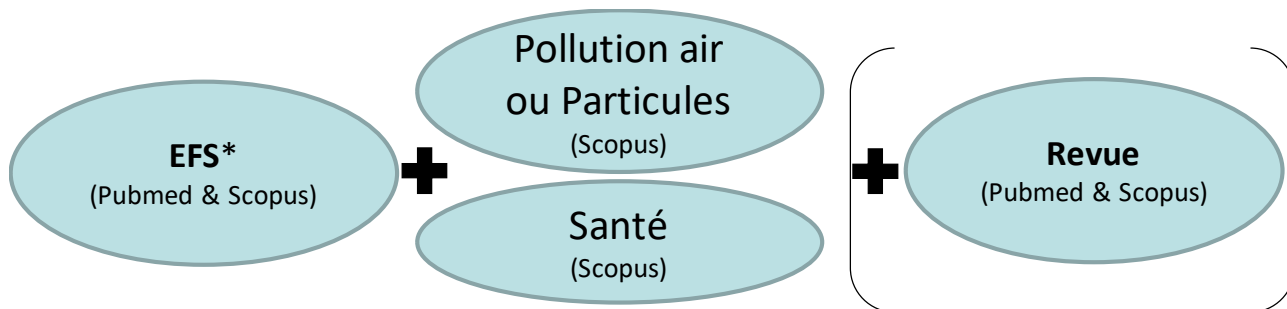 EFS*
(Pubmed & Scopus)
Pollution air
ou Particules
(Scopus)
Santé
(Scopus)
Revue
(Pubmed & Scopus)